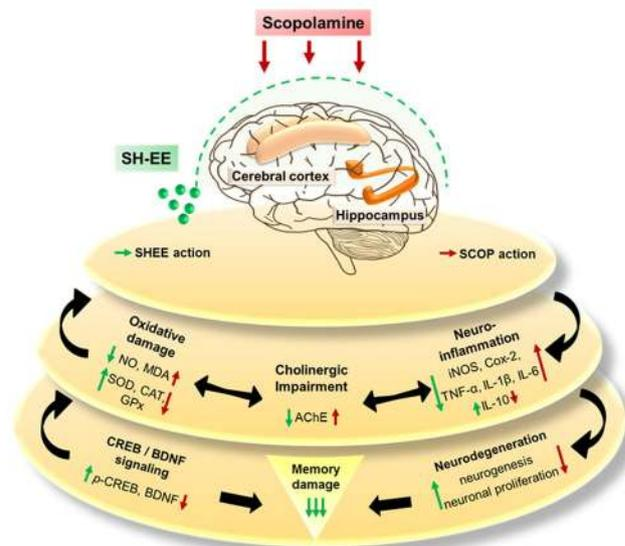 Scopolamine
SH-EE
Cerebral cortex
Hippocampus
SHEE action
SCOP action
Oxidative
damage
NO, MDA
SOD, CAT,
GPx
Cholinergic
Impairment
AChE
Neuro-
inflammation
iNOS, Cox-2,
TNF-α, IL-1β, IL-6
IL-10
CREB / BDNF
signaling
p-CREB, BDNF
Memory
damage
Neurodegeneration
neurogenesis
neuronal proliferation